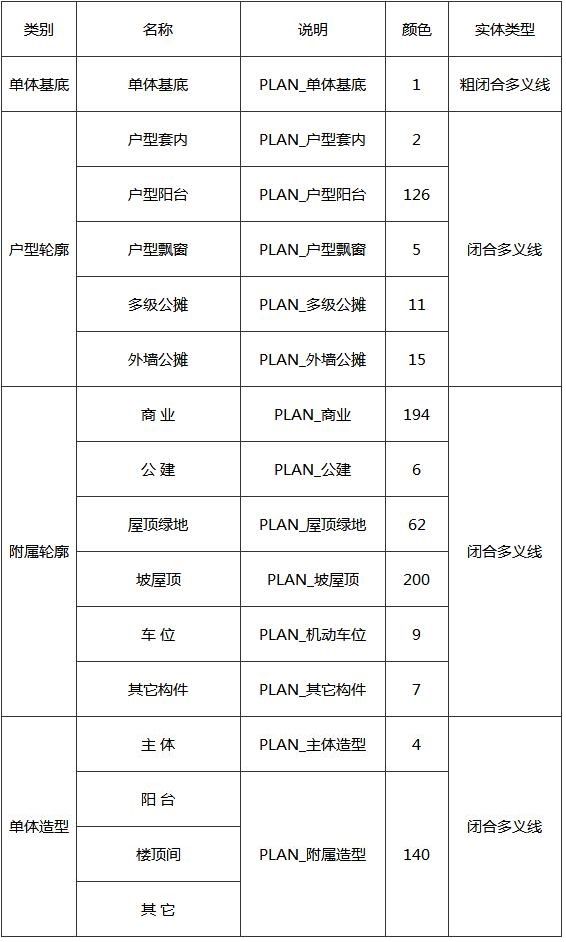 类别 名称 说明 颜色 实体类型
单体基底 单体基底 PLAN_单体基底 1 粗闭合多义线
户型套内 PLAN_户型套内 2
户型阳台 PLAN_户型阳台 126
户型轮廓 户型飘窗 PLAN_户型飘窗 5 闭合多义线
多级公摊 PLAN_多级公摊 11
外墙公摊 PLAN_外墙公摊 15
商 业 PLAN_商业 194
公 建 PLAN_公建 6
屋顶绿地 PLAN_屋顶绿地 62
附属轮廓 闭合多义线
坡屋顶 PLAN_坡屋顶 200
车 位 PLAN_机动车位 9
其它构件 PLAN_其它构件 7
主 体 PLAN_主体造型 4
阳 台
单体造型 闭合多义线
楼顶间 PLAN_附属造型 140
其 它